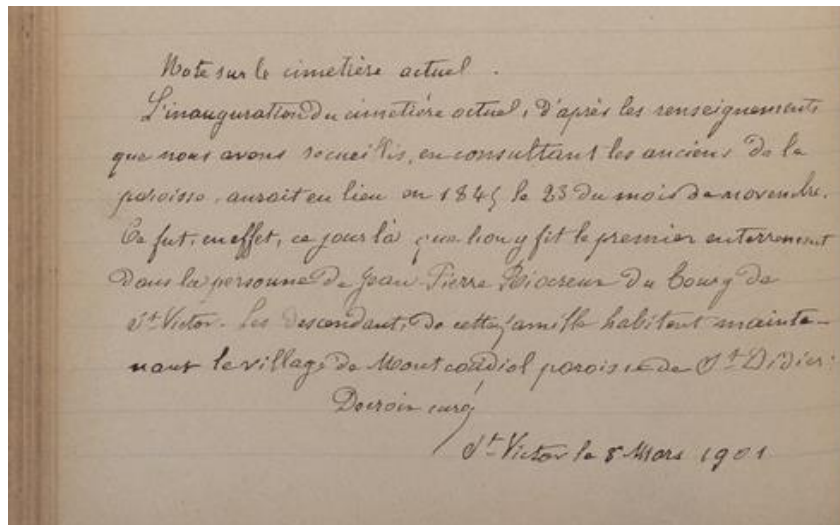 Note sur le cimetière actuel.
L'inauguration du cimetière actuel, d'après les renseignements
que nous avons recueillis, en consultant les anciens de la
paroisse, aurait eu lieu en 1845 le 23 du mois de novembre.
Ce fut, en effet, ce jour là que l'on y fit le premier enterrement
dans la personne de Jean-Pierre Riocreux du bourg de
St Victor. Les descendants de cette famille habitent mainte-
nant le village de paroisse de St Didier.
curé
St Victor le 8 Mars 1901